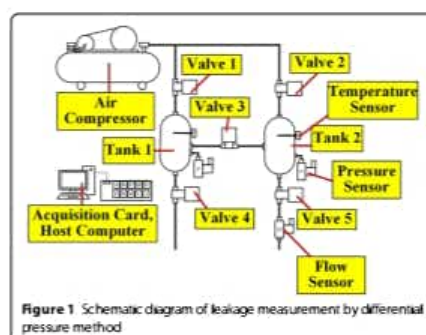 Valve 1
Valve 2
Air
Compressor
Valve 3
Temperature
Sensor
Tank 1
Tank 2
Acquisition Card,
Host Computer
Valve 4
Pressure
Sensor
Valve 5
Flow
Sensor
Figure 1 Schematic diagram of leakage measurement by differential
pressure method